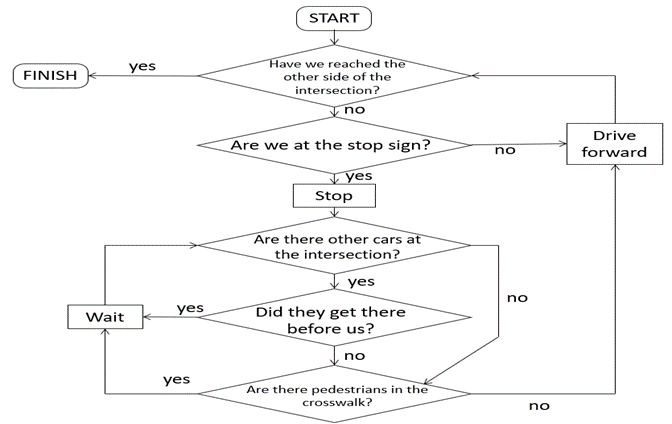 START
Have we reached the
other side of the
intersection?
yes
FINISH
no
Are we at the stop sign?
no
Drive
forward
yes
Stop
Are there other cars at
the intersection?
yes
no
Did they get there
before us?
yes
Wait
no
Are there pedestrians in the
crosswalk?
yes
no